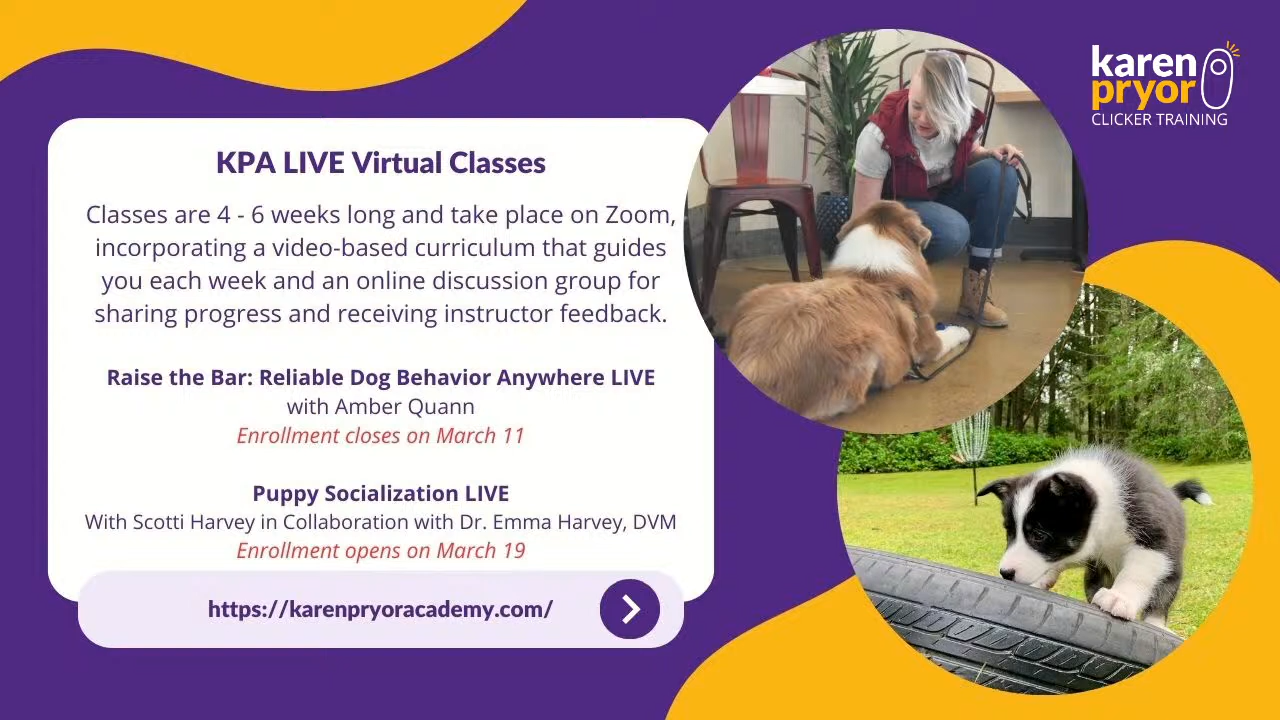 karen
pryor
CLICKER TRAINING
KPA LIVE Virtual Classes
Classes are 4 - 6 weeks long and take place on Zoom,
incorporating a video-based curriculum that guides
you each week and an online discussion group for
sharing progress and receiving instructor feedback.
Raise the Bar: Reliable Dog Behavior Anywhere LIVE
with Amber Quann
Enrollment closes on March 11
Puppy Socialization LIVE
With Scotti Harvey in Collaboration with Dr. Emma Harvey, DVM
Enrollment opens on March 19
https://karenpryoracademy.com/